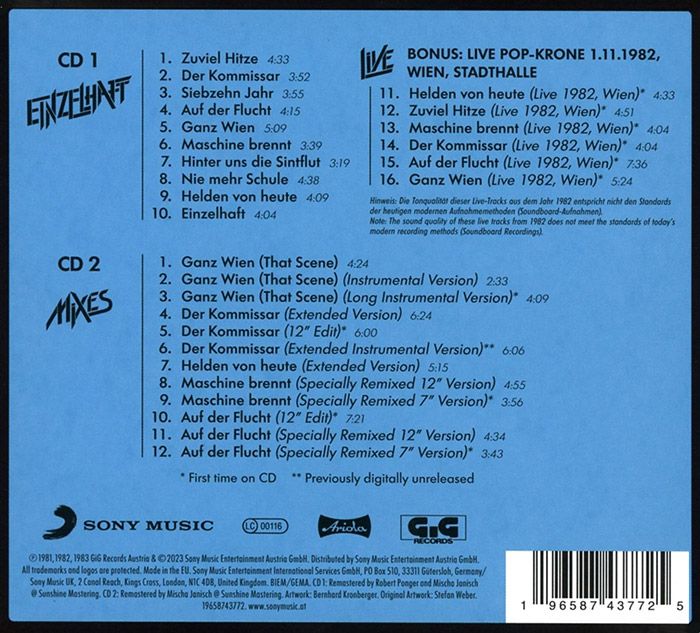 CD 1
EINZELHAFT
1. Zuviel Hitze 4:33
2. Der Kommissar 3:52
3. Siebzehn Jahr 3:55
4. Auf der Flucht 4:15
5. Ganz Wien 5:09
6. Maschine brennt 3:39
7. Hinter uns die Sintflut 3:19
8. Nie mehr Schule 4:38
9. Helden von heute 4:09
10. Einzelhaft 4:04
LIVE
BONUS: LIVE POP-KRONE 1.11.1982,
WIEN, STADTHALLE
11. Helden von heute (Live 1982, Wien)* 4:33
12. Zuviel Hitze (Live 1982, Wien)* 4:51
13. Maschine brennt (Live 1982, Wien)* 4:04
14. Der Kommissar (Live 1982, Wien)* 4:04
15. Auf der Flucht (Live 1982, Wien)* 7:36
16. Ganz Wien (Live 1982, Wien)* 5:24
Hinweis: Die Tonqualität dieser Live-Tracks aus dem Jahr 1982 entspricht nicht den Standards
der heutigen modernen Aufnahmemethoden (Soundboard-Aufnahmen).
Note: The sound quality of these live tracks from 1982 does not meet the standards of today's
modern recording methods (Soundboard Recordings).
CD 2
MIXES
1. Ganz Wien (That Scene) 4:24
2. Ganz Wien (That Scene) (Instrumental Version) 2:33
3. Ganz Wien (That Scene) (Long Instrumental Version)* 4:09
4. Der Kommissar (Extended Version) 6:24
5. Der Kommissar (12" Edit)* 6:00
6. Der Kommissar (Extended Instrumental Version)** 6:06
7. Helden von heute (Extended Version) 5:15
8. Maschine brennt (Specially Remixed 12" Version) 4:55
9. Maschine brennt (Specially Remixed 7" Version)* 3:56
10. Auf der Flucht (12" Edit)* 7:21
11. Auf der Flucht (Specially Remixed 12" Version) 4:34
12. Auf der Flucht (Specially Remixed 7" Version)* 3:43
* First time on CD ** Previously digitally unreleased
SONY MUSIC
LC 00116
Ariola
GIG
RECORDS
℗ 1981, 1982, 1983 GiG Records Austria & ©2023 Sony Music Entertainment Austria GmbH. Distributed by Sony Music Entertainment Austria GmbH.
All trademarks and logos are protected. Made in the EU. Sony Music Entertainment International Services GmbH, PO Box 510, 33311 Gütersloh, Germany/
Sony Music UK, 2 Canal Reach, Kings Cross, London, N1C 4DB, United Kingdom. BIEM/GEMA. CD 1: Remastered by Robert Ponger and Mischa Janisch
@ Sunshine Mastering. CD 2: Remastered by Mischa Janisch @ Sunshine Mastering. Artwork: Bernhard Kronberger. Original Artwork: Stefan Weber.
19658743772. www.sonymusic.at
1 96587 43772 5